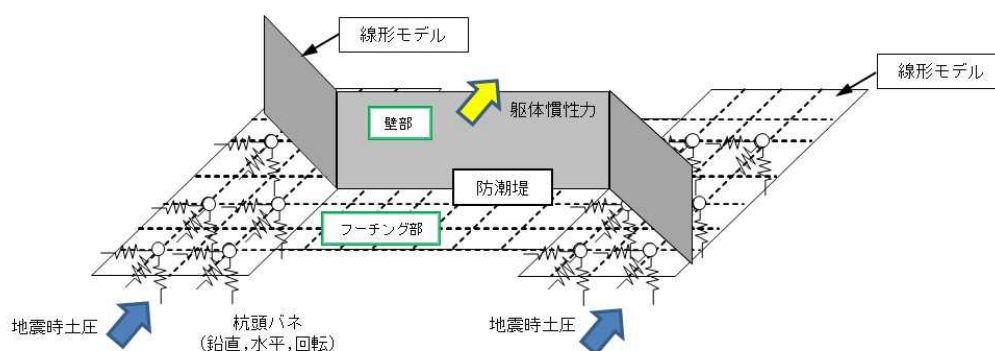 線形モデル
線形モデル
躯体慣性力
壁部
防潮堤
フーチング部
地震時土圧
杭頭バネ
(鉛直,水平,回転)
地震時土圧